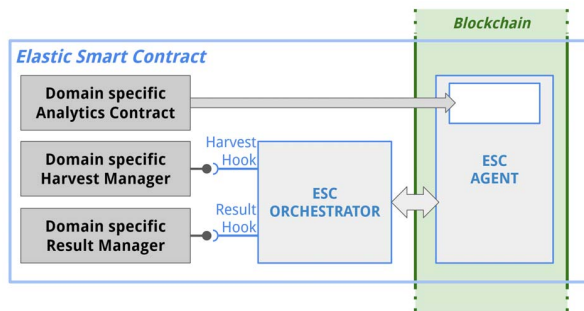 Blockchain
Elastic Smart Contract
Domain specific
Analytics Contract
Domain specific
Harvest Manager
Domain specific
Result Manager
Harvest
Hook
Result
Hook
ESC
ORCHESTRATOR
ESC
AGENT